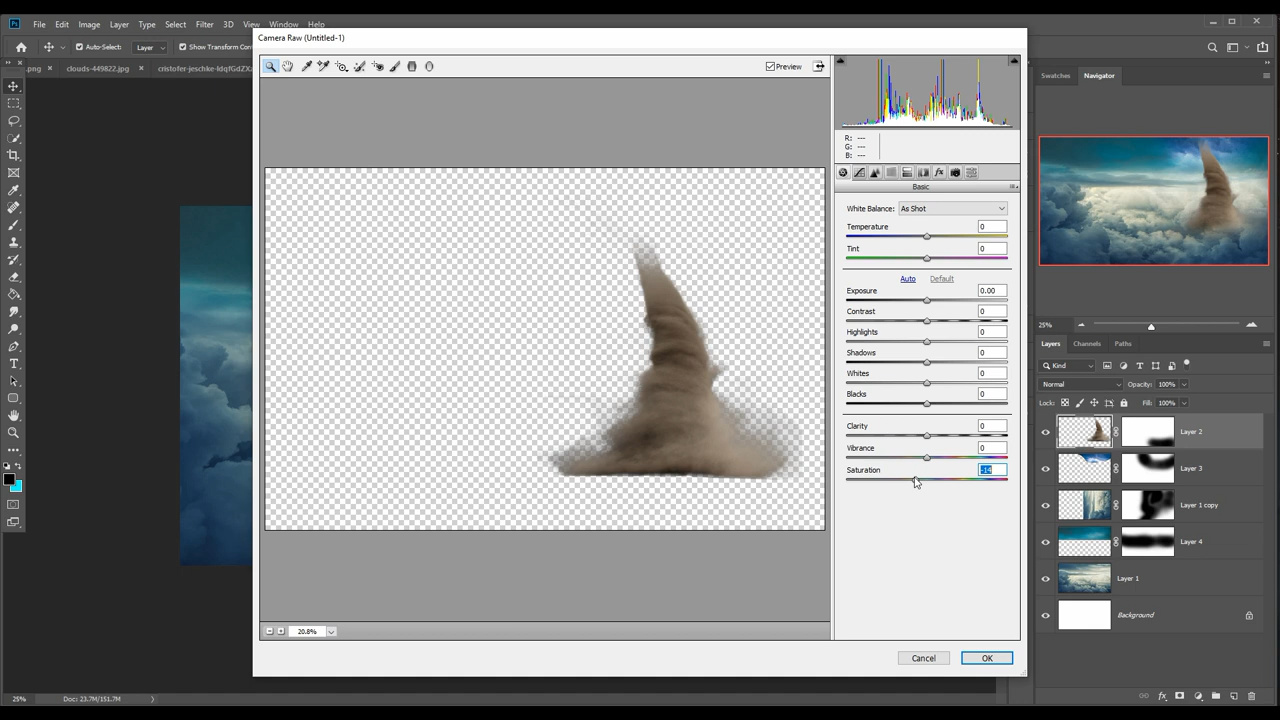 Ps File Edit Image Layer Type Select Filter 3D View Window Help
Camera Raw (Untitled-1)
Auto-Select: Layer Show Transform Cont
.png × clouds-449822.jpg ×
Preview
R: ---
G: ---
B: ---
Basic
White Balance: As Shot
Temperature 0
Tint 0
Auto Default
Exposure 0.00
Contrast 0
Highlights 0
Shadows 0
Whites 0
Blacks 0
Clarity 0
Vibrance 0
Saturation -14
20.8%
Cancel OK
Swatches Navigator
25%
Layers Channels Paths
Kind
Normal Opacity: 100%
Lock: Fill: 100%
Layer 2
Layer 3
Layer 1 copy
Layer 4
Layer 1
Background
fx
25% Doc: 23.7M/151.7M